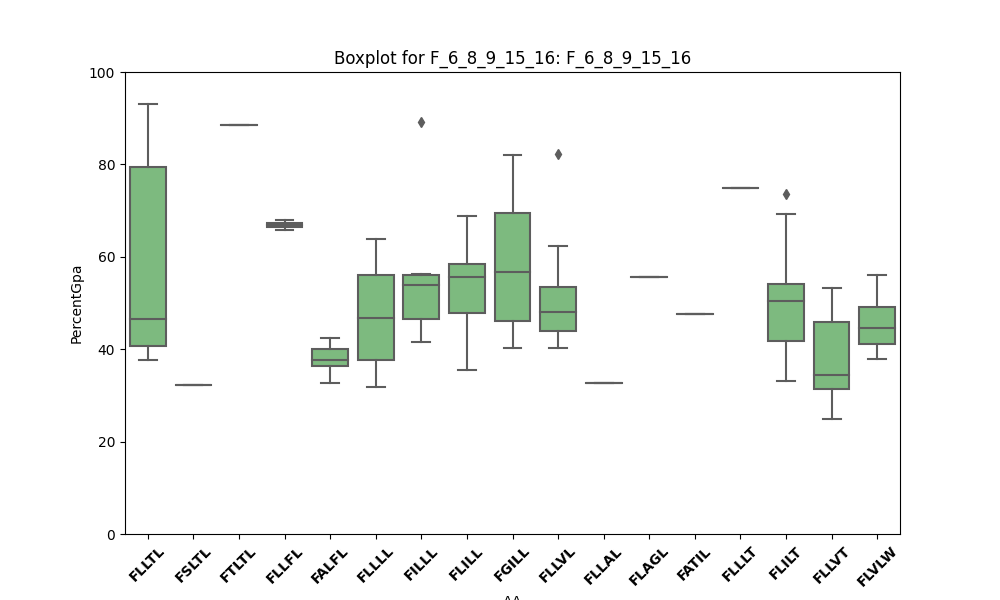 Boxplot for F_6_8_9_15_16: F_6_8_9_15_16
100
80
60
40
20
0
PercentGpa
FLLTL FSLTL FTLTL FLLFL FALFL FLLLL FILLL FLILL FGILL FLLVL FLLAL FLAGL FATIL FLLLT FLILT FLLVT FLVLW
AA